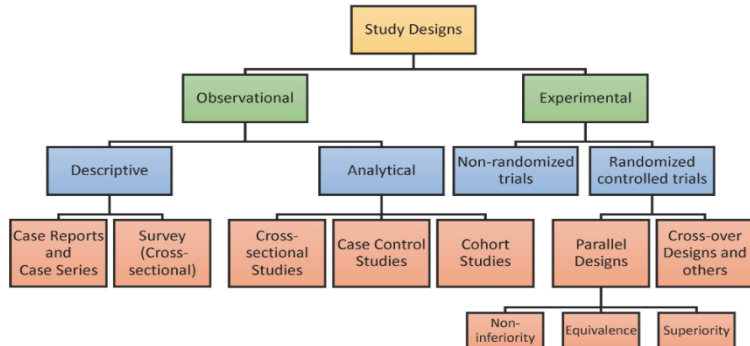 Study Designs
Observational
Experimental
Descriptive
Analytical
Non-randomized
trials
Randomized
controlled trials
Case Reports
and
Case Series
Survey
(Cross-
sectional)
Cross-
sectional
Studies
Case Control
Studies
Cohort
Studies
Parallel
Designs
Cross-over
Designs and
others
Non-
inferiority
Equivalence
Superiority